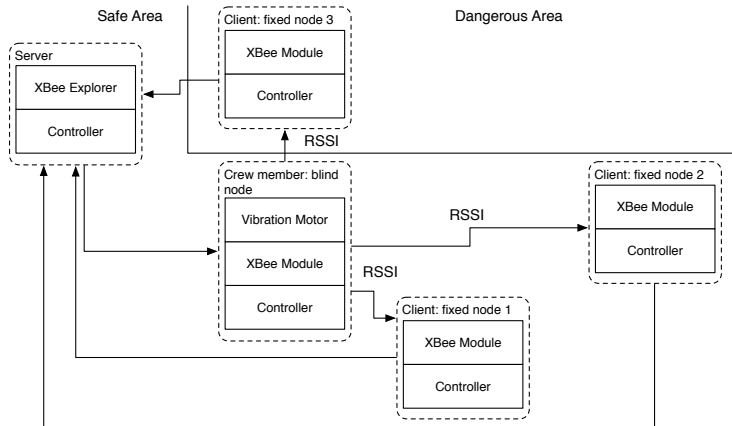 Safe Area
Dangerous Area
Client: fixed node 3
XBee Module
Controller
Server
XBee Explorer
Controller
RSSI
Crew member: blind
node
Vibration Motor
XBee Module
Controller
RSSI
Client: fixed node 2
XBee Module
Controller
RSSI
Client: fixed node 1
XBee Module
Controller